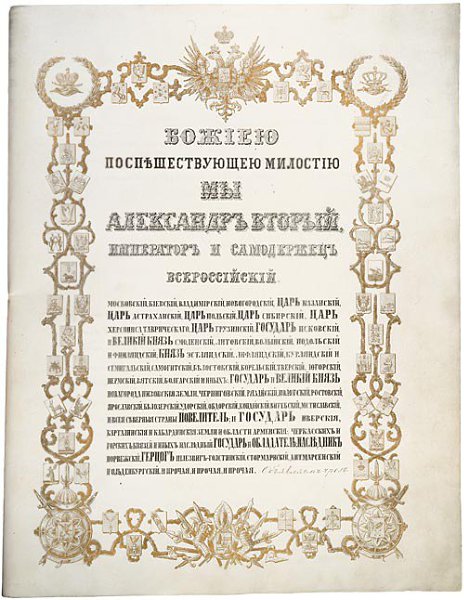 БОЖІЕЮ
ПОСПѢШЕСТВУЮЩЕЮ МИЛОСТІЮ
МЫ
АЛЕКСАНДРЪ ВТОРЫЙ,
ИМПЕРАТОРЪ И САМОДЕРЖЕЦЪ
ВСЕРОССІЙСКІЙ
МОСКОВСКІЙ, КІЕВСКІЙ, ВЛАДИМІРСКІЙ, НОВОГОРОДСКІЙ, ЦАРЬ КАЗАНСКІЙ,
ЦАРЬ АСТРАХАНСКІЙ, ЦАРЬ ПОЛЬСКІЙ, ЦАРЬ СИБИРСКІЙ, ЦАРЬ
ХЕРСОНИСА ТАВРИЧЕСКАГО, ЦАРЬ ГРУЗИНСКІЙ, ГОСУДАРЬ ПСКОВСКІЙ
И ВЕЛИКІЙ КНЯЗЬ СМОЛЕНСКІЙ, ЛИТОВСКІЙ, ВОЛЫНСКІЙ, ПОДОЛЬСКІЙ
И ФИНЛЯНДСКІЙ, КНЯЗЬ ЭСТЛЯНДСКІЙ, ЛИФЛЯНДСКІЙ, КУРЛЯНДСКІЙ И
СЕМИГАЛЬСКІЙ, САМОГИТСКІЙ, БѢЛОСТОКСКІЙ, КОРЕЛЬСКІЙ, ТВЕРСКІЙ, ЮГОРСКІЙ,
ПЕРМСКІЙ, ВЯТСКІЙ, БОЛГАРСКІЙ И ИНЫХЪ; ГОСУДАРЬ И ВЕЛИКІЙ КНЯЗЬ
НОВАГОРОДА НИЗОВСКІЯ ЗЕМЛИ, ЧЕРНИГОВСКІЙ, РЯЗАНСКІЙ, ПОЛОТСКІЙ, РОСТОВСКІЙ,
ЯРОСЛАВСКІЙ, БѢЛОЗЕРСКІЙ, УДОРСКІЙ, ОБДОРСКІЙ, КОНДІЙСКІЙ, ВИТЕБСКІЙ, МСТИСЛАВСКІЙ,
И ВСЕЯ СѢВЕРНЫЯ СТРАНЫ ПОВЕЛИТЕЛЬ; И ГОСУДАРЬ ИВЕРСКІЯ,
КАРТАЛИНСКІЯ И КАБАРДИНСКІЯ ЗЕМЛИ И ОБЛАСТИ АРМЕНСКІЯ; ЧЕРКАССКИХЪ И
ГОРСКИХЪ КНЯЗЕЙ И ИНЫХЪ НАСЛѢДНЫЙ ГОСУДАРЬ И ОБЛАДАТЕЛЬ; НАСЛѢДНИКЪ
НОРВЕЖСКІЙ, ГЕРЦОГЪ ШЛЕЗВИГЪ-ГОЛСТИНСКІЙ, СТОРМАРНСКІЙ, ДИТМАРСЕНСКІЙ
И ОЛЬДЕНБУРГСКІЙ, И ПРОЧАЯ, И ПРОЧАЯ, И ПРОЧАЯ.